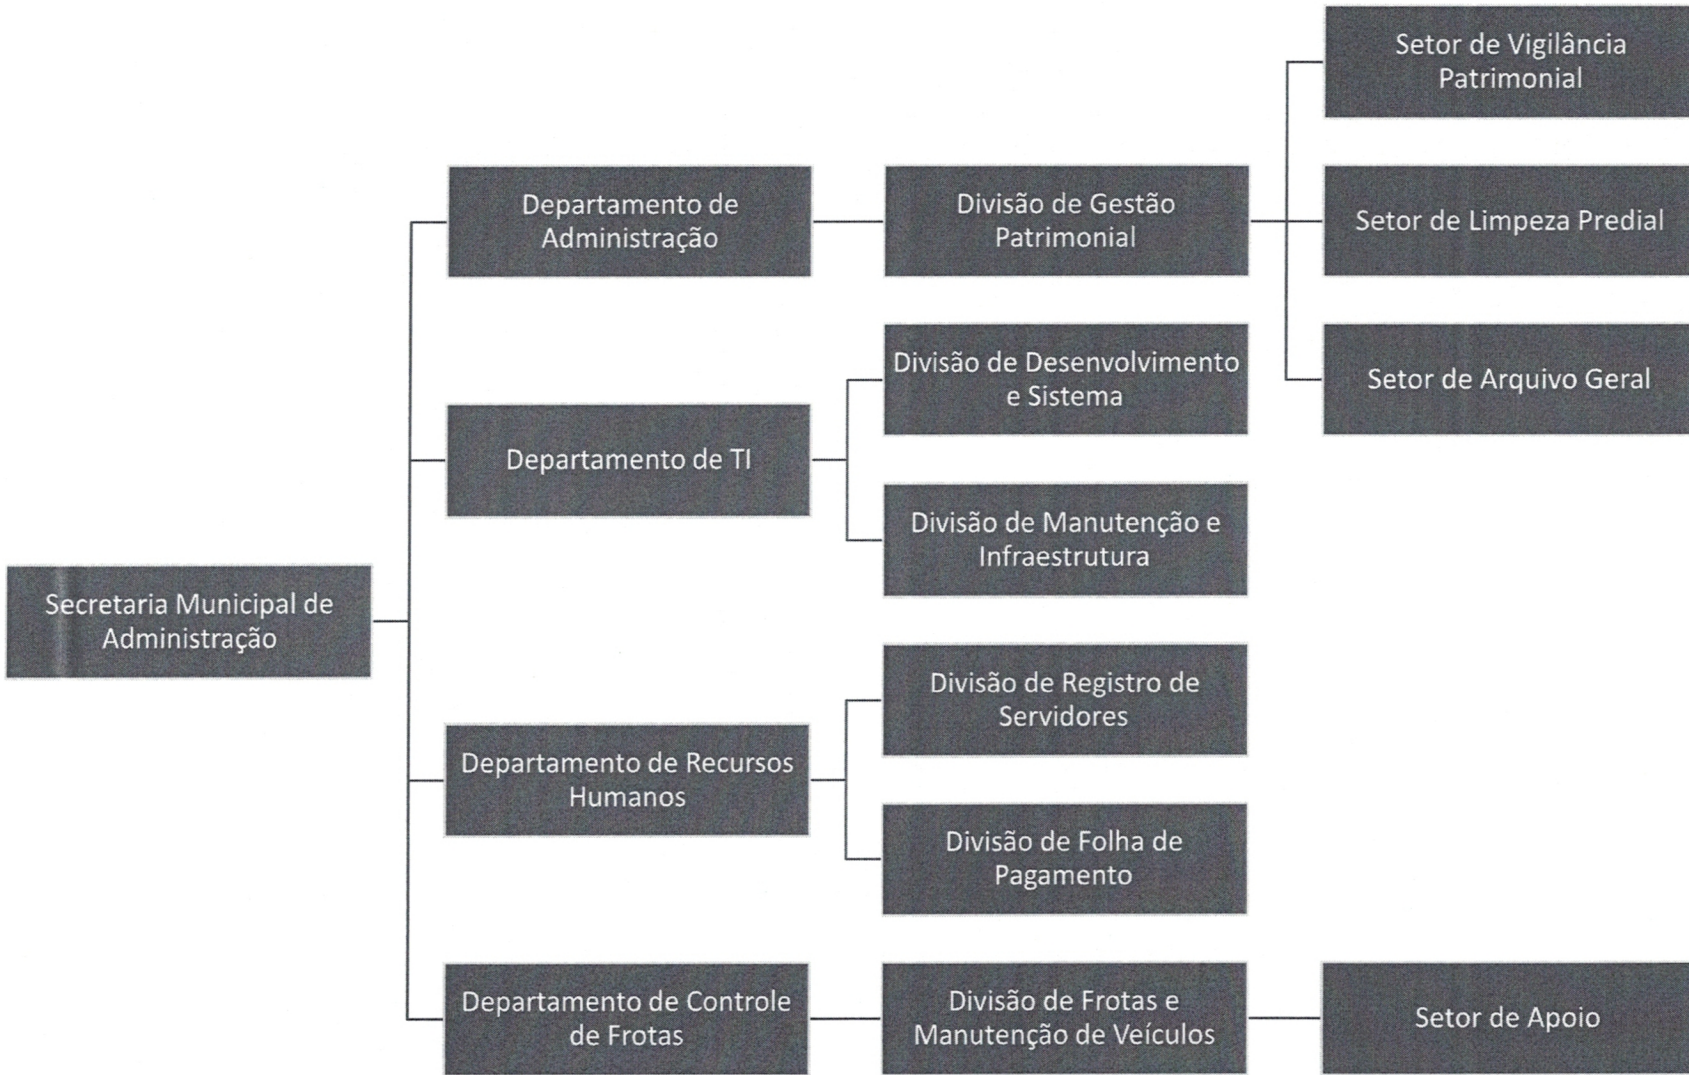 Setor de Vigilância
Patrimonial
Departamento de
Administração
Divisão de Gestão
Patrimonial
Setor de Limpeza Predial
Divisão de Desenvolvimento
e Sistema
Setor de Arquivo Geral
Departamento de TI
Divisão de Manutenção e
Infraestrutura
Secretaria Municipal de
Administração
Divisão de Registro de
Servidores
Departamento de Recursos
Humanos
Divisão de Folha de
Pagamento
Departamento de Controle
de Frotas
Divisão de Frotas e
Manutenção de Veículos
Setor de Apoio